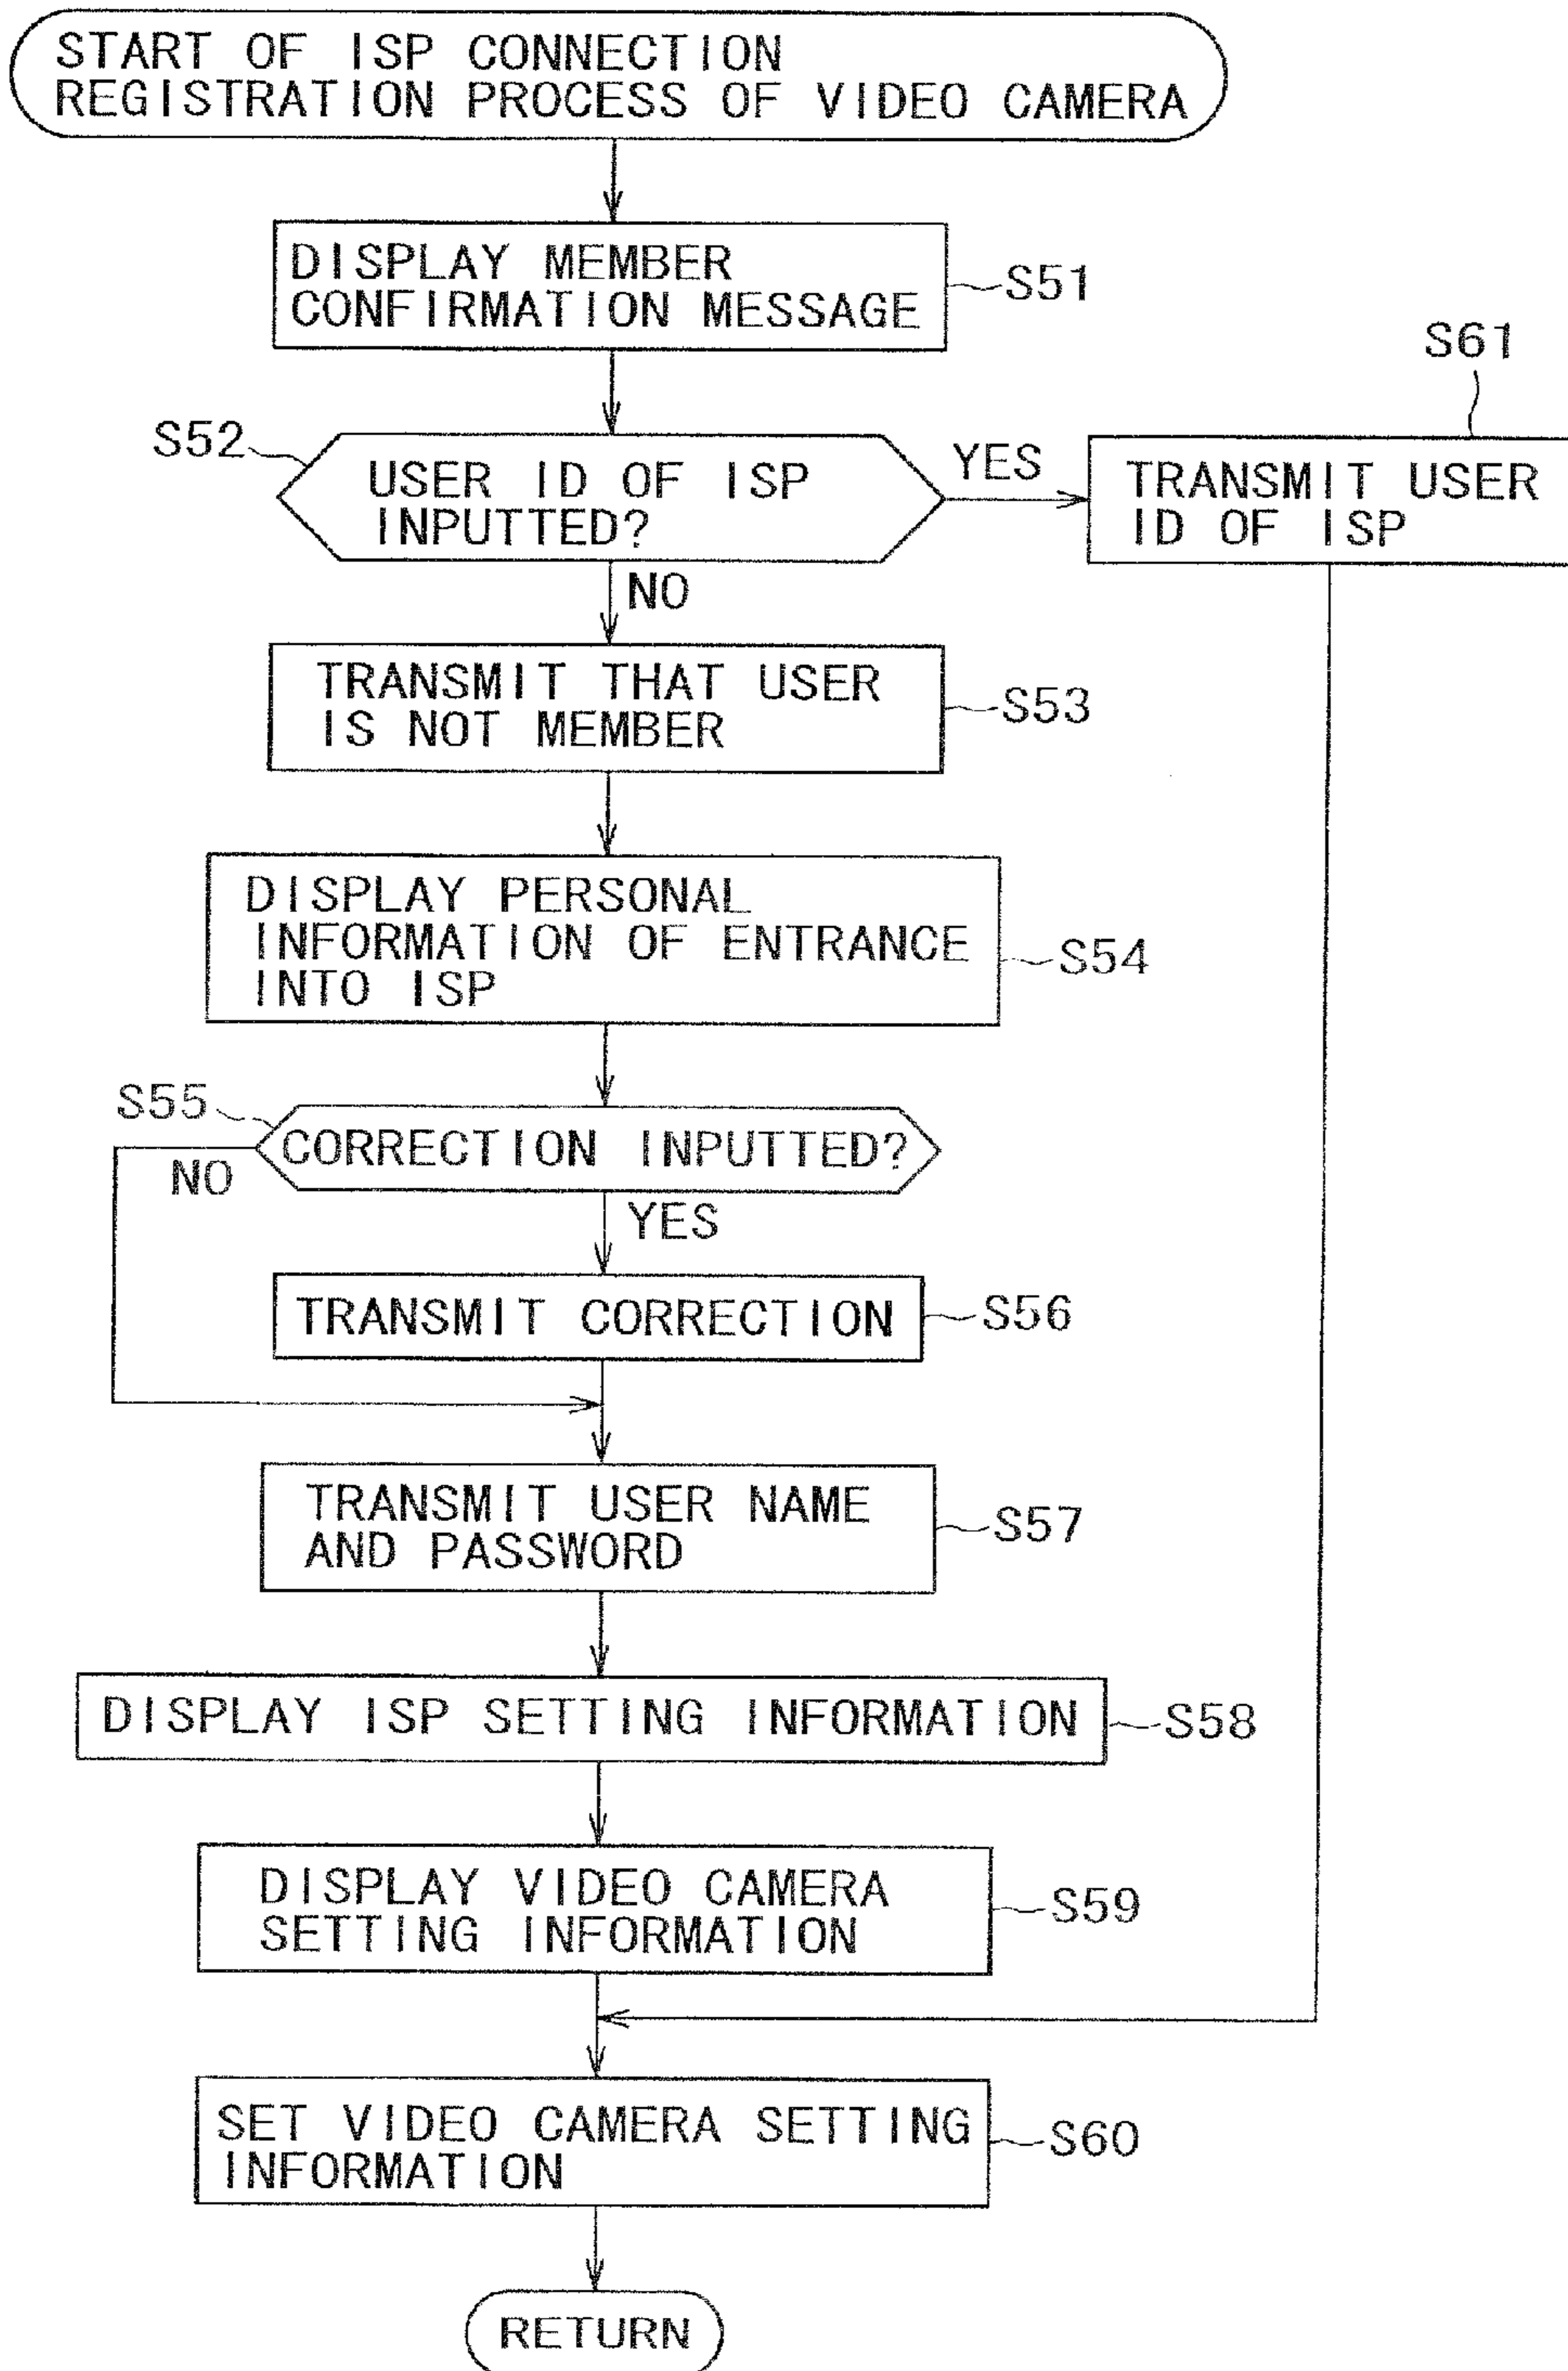 START OF ISP CONNECTION
REGISTRATION PROCESS OF VIDEO CAMERA
DISPLAY MEMBER
CONFIRMATION MESSAGE
S51
S61
S52
USER ID OF ISP
INPUTTED?
YES
TRANSMIT USER
ID OF ISP
NO
TRANSMIT THAT USER
IS NOT MEMBER
S53
DISPLAY PERSONAL
INFORMATION OF ENTRANCE
INTO ISP
S54
S55
CORRECTION INPUTTED?
NO
YES
TRANSMIT CORRECTION
S56
TRANSMIT USER NAME
AND PASSWORD
S57
DISPLAY ISP SETTING INFORMATION
S58
DISPLAY VIDEO CAMERA
SETTING INFORMATION
S59
SET VIDEO CAMERA SETTING
INFORMATION
S60
RETURN